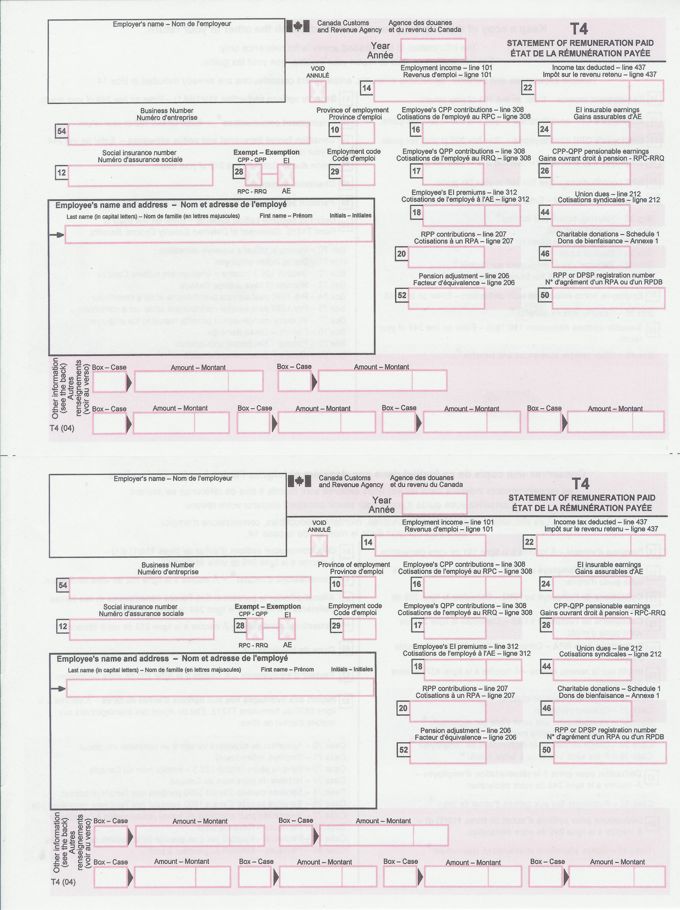 Employer's name – Nom de l'employeur
Canada Customs and Revenue Agency
Agence des douanes et du revenu du Canada
T4
Year
Année
STATEMENT OF REMUNERATION PAID
ÉTAT DE LA RÉMUNÉRATION PAYÉE
VOID
ANNULÉ
Employment income – line 101
Revenus d'emploi – ligne 101
14
Income tax deducted – line 437
Impôt sur le revenu retenu – ligne 437
22
Business Number
Numéro d'entreprise
54
Province of employment
Province d'emploi
10
Employee's CPP contributions – line 308
Cotisations de l'employé au RPC – ligne 308
16
EI insurable earnings
Gains assurables d'AE
24
Social insurance number
Numéro d'assurance sociale
12
Exempt – Exemption
CPP - QPP
EI
28
RPC - RRQ
AE
Employment code
Code d'emploi
29
Employee's QPP contributions – line 308
Cotisations de l'employé au RRQ – ligne 308
17
CPP-QPP pensionable earnings
Gains ouvrant droit à pension - RPC-RRQ
26
Employee's name and address – Nom et adresse de l'employé
Last name (in capital letters) – Nom de famille (en lettres majuscules)
First name – Prénom
Initials – Initiales
Employee's EI premiums – line 312
Cotisations de l'employé à l'AE – ligne 312
18
Union dues – line 212
Cotisations syndicales – ligne 212
44
RPP contributions – line 207
Cotisations à un RPA – ligne 207
20
Charitable donations – Schedule 1
Dons de bienfaisance – Annexe 1
46
Pension adjustment – line 206
Facteur d'équivalence – ligne 206
52
RPP or DPSP registration number
N° d'agrément d'un RPA ou d'un RPDB
50
Other information
(see the back)
Autres
renseignements
(voir au verso)
Box – Case Amount – Montant Box – Case Amount – Montant
Box – Case Amount – Montant Box – Case Amount – Montant Box – Case Amount – Montant Box – Case Amount – Montant
T4 (04)
Employer's name – Nom de l'employeur
Canada Customs and Revenue Agency
Agence des douanes et du revenu du Canada
T4
Year
Année
STATEMENT OF REMUNERATION PAID
ÉTAT DE LA RÉMUNÉRATION PAYÉE
VOID
ANNULÉ
Employment income – line 101
Revenus d'emploi – ligne 101
14
Income tax deducted – line 437
Impôt sur le revenu retenu – ligne 437
22
Business Number
Numéro d'entreprise
54
Province of employment
Province d'emploi
10
Employee's CPP contributions – line 308
Cotisations de l'employé au RPC – ligne 308
16
EI insurable earnings
Gains assurables d'AE
24
Social insurance number
Numéro d'assurance sociale
12
Exempt – Exemption
CPP - QPP
EI
28
RPC - RRQ
AE
Employment code
Code d'emploi
29
Employee's QPP contributions – line 308
Cotisations de l'employé au RRQ – ligne 308
17
CPP-QPP pensionable earnings
Gains ouvrant droit à pension - RPC-RRQ
26
Employee's name and address – Nom et adresse de l'employé
Last name (in capital letters) – Nom de famille (en lettres majuscules)
First name – Prénom
Initials – Initiales
Employee's EI premiums – line 312
Cotisations de l'employé à l'AE – ligne 312
18
Union dues – line 212
Cotisations syndicales – ligne 212
44
RPP contributions – line 207
Cotisations à un RPA – ligne 207
20
Charitable donations – Schedule 1
Dons de bienfaisance – Annexe 1
46
Pension adjustment – line 206
Facteur d'équivalence – ligne 206
52
RPP or DPSP registration number
N° d'agrément d'un RPA ou d'un RPDB
50
Other information
(see the back)
Autres
renseignements
(voir au verso)
Box – Case Amount – Montant Box – Case Amount – Montant
Box – Case Amount – Montant Box – Case Amount – Montant Box – Case Amount – Montant Box – Case Amount – Montant
T4 (04)